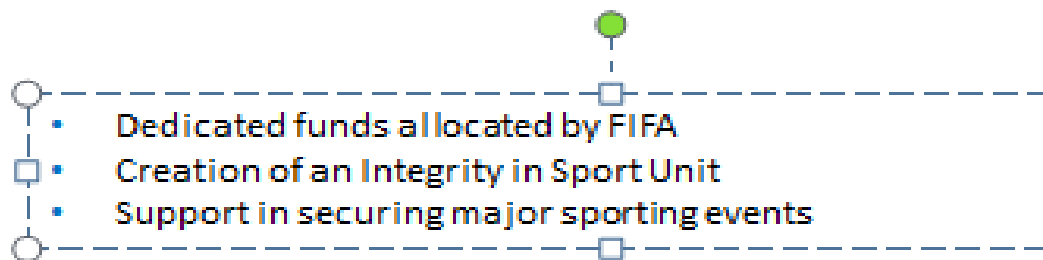 • Dedicated funds allocated by FIFA
• Creation of an Integrity in Sport Unit
• Support in securing major sporting events